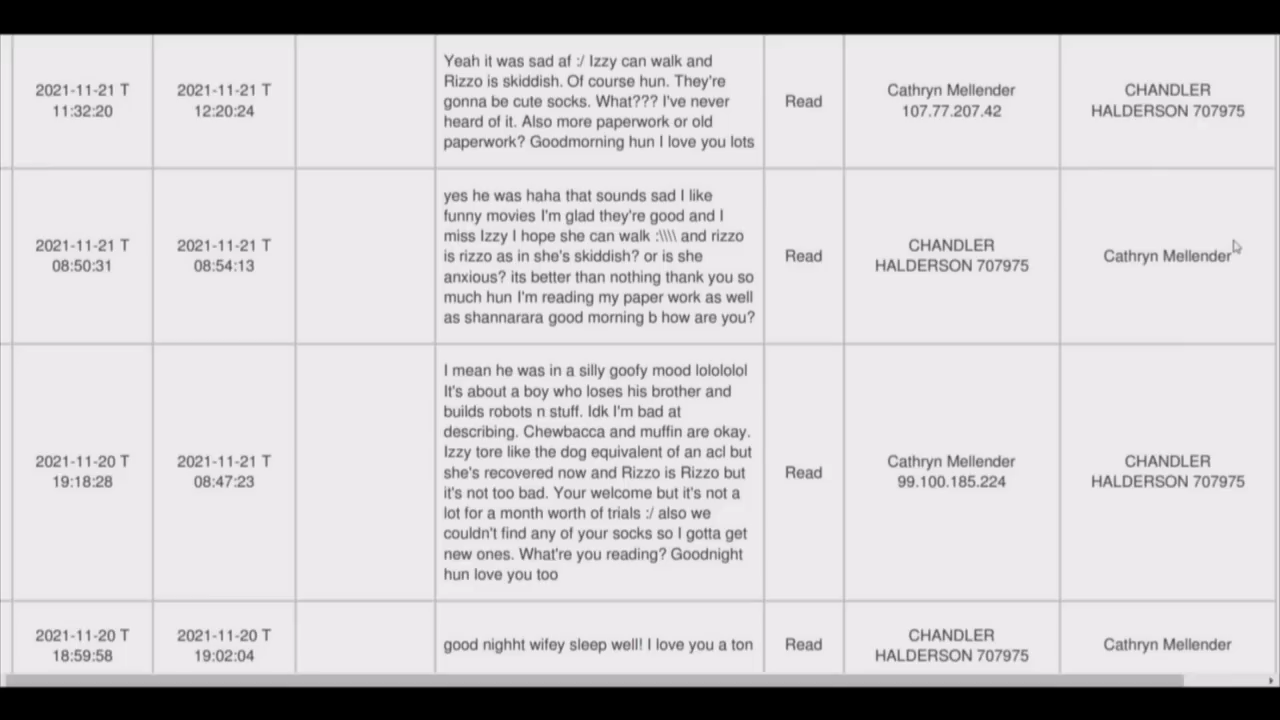 2021-11-21 T
11:32:20
2021-11-21 T
12:20:24
Yeah it was sad af :/ Izzy can walk and
Rizzo is skiddish. Of course hun. They're
gonna be cute socks. What??? I've never
heard of it. Also more paperwork or old
paperwork? Goodmorning hun I love you lots
Read
Cathryn Mellender
107.77.207.42
CHANDLER
HALDERSON 707975
2021-11-21 T
08:50:31
2021-11-21 T
08:54:13
yes he was haha that sounds sad I like
funny movies I'm glad they're good and I
miss Izzy I hope she can walk :\\\\ and rizzo
is rizzo as in she's skiddish? or is she
anxious? its better than nothing thank you so
much hun I'm reading my paper work as well
as shannarara good morning b how are you?
Read
CHANDLER
HALDERSON 707975
Cathryn Mellender
2021-11-20 T
19:18:28
2021-11-21 T
08:47:23
I mean he was in a silly goofy mood lolololol
It's about a boy who loses his brother and
builds robots n stuff. Idk I'm bad at
describing. Chewbacca and muffin are okay.
Izzy tore like the dog equivalent of an acl but
she's recovered now and Rizzo is Rizzo but
it's not too bad. Your welcome but it's not a
lot for a month worth of trials :/ also we
couldn't find any of your socks so I gotta get
new ones. What're you reading? Goodnight
hun love you too
Read
Cathryn Mellender
99.100.185.224
CHANDLER
HALDERSON 707975
2021-11-20 T
18:59:58
2021-11-20 T
19:02:04
good nighht wifey sleep well! I love you a ton
Read
CHANDLER
HALDERSON 707975
Cathryn Mellender